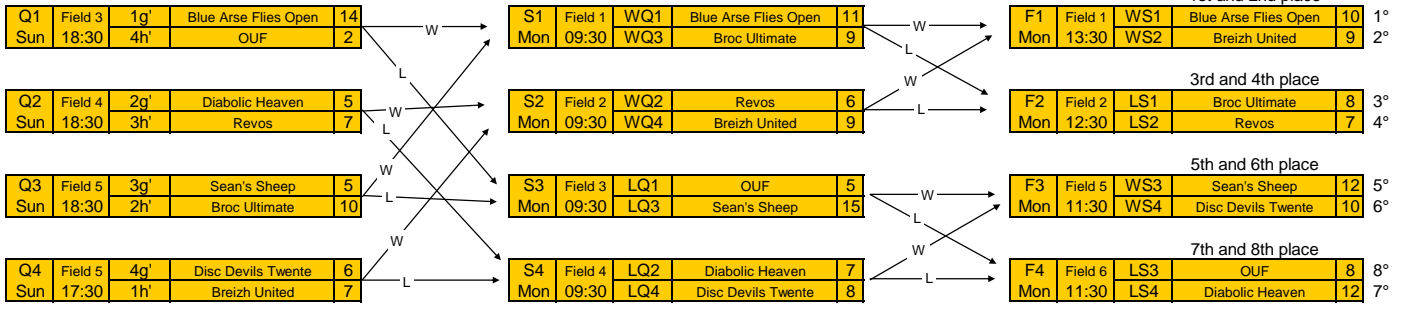 1st and 2nd place
Q1 Field 3 1g' Blue Arse Flies Open 14
Sun 18:30 4h' OUF 2
W
L
S1 Field 1 WQ1 Blue Arse Flies Open 11
Mon 09:30 WQ3 Broc Ultimate 9
W
L
F1 Field 1 WS1 Blue Arse Flies Open 10 1°
Mon 13:30 WS2 Breizh United 9 2°
3rd and 4th place
Q2 Field 4 2g' Diabolic Heaven 5
Sun 18:30 3h' Revos 7
W
L
S2 Field 2 WQ2 Revos 6
Mon 09:30 WQ4 Breizh United 9
W
L
F2 Field 2 LS1 Broc Ultimate 8 3°
Mon 12:30 LS2 Revos 7 4°
5th and 6th place
Q3 Field 5 3g' Sean's Sheep 5
Sun 18:30 2h' Broc Ultimate 10
W
L
S3 Field 3 LQ1 OUF 5
Mon 09:30 LQ3 Sean's Sheep 15
W
L
F3 Field 5 WS3 Sean's Sheep 12 5°
Mon 11:30 WS4 Disc Devils Twente 10 6°
7th and 8th place
Q4 Field 5 4g' Disc Devils Twente 6
Sun 17:30 1h' Breizh United 7
W
L
S4 Field 4 LQ2 Diabolic Heaven 7
Mon 09:30 LQ4 Disc Devils Twente 8
W
L
F4 Field 6 LS3 OUF 8 8°
Mon 11:30 LS4 Diabolic Heaven 12 7°